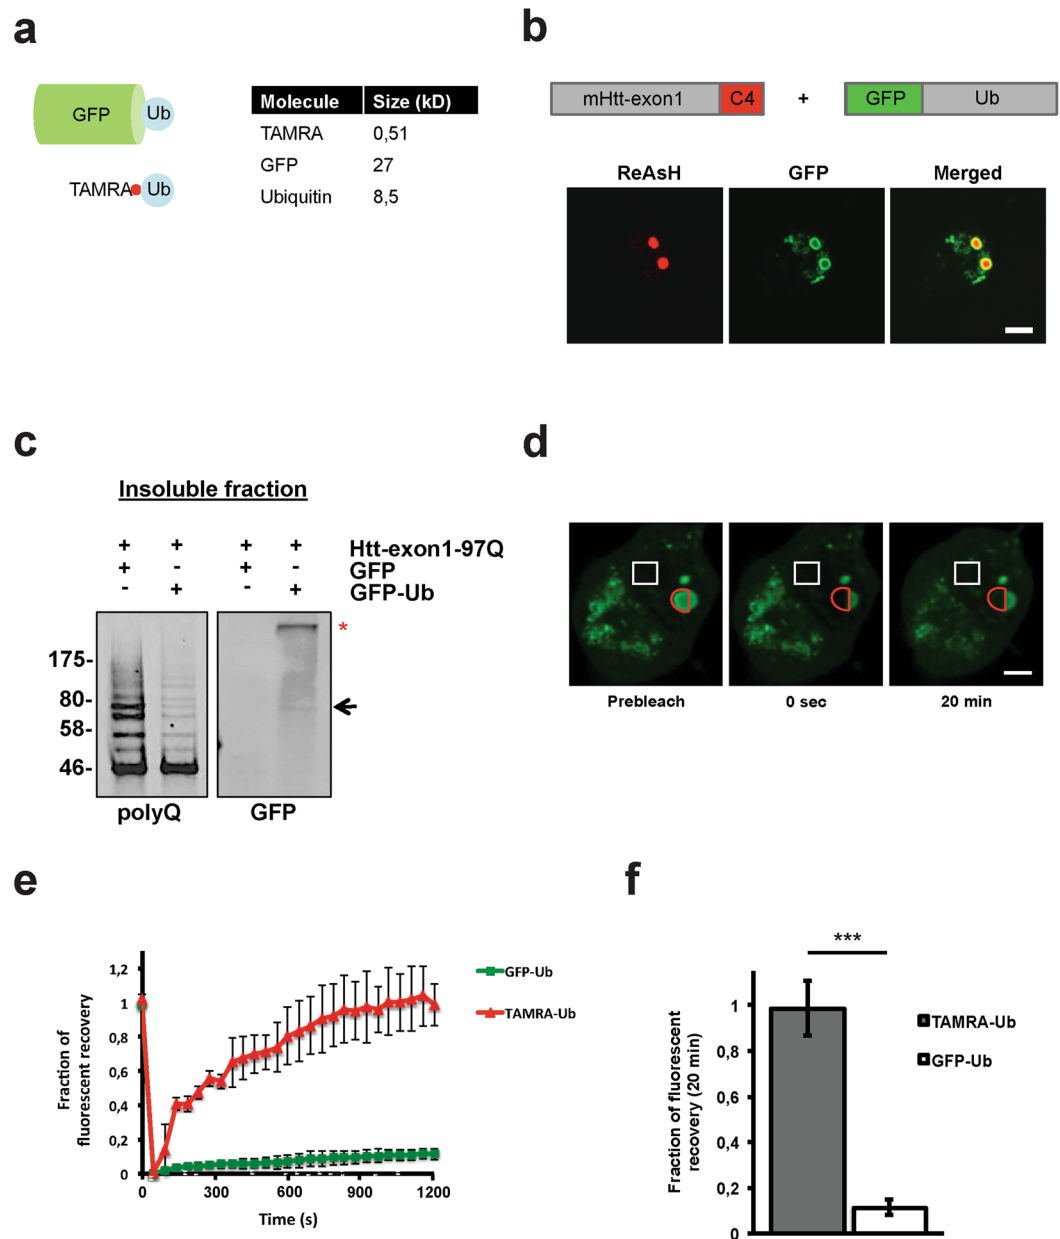 a
GFP
Ub
TAMRA
Ub
Molecule Size (kD)
TAMRA 0,51
GFP 27
Ubiquitin 8,5
b
mHtt-exon1 C4 + GFP Ub
ReAsH GFP Merged
c
Insoluble fraction
+ + + + Htt-exon1-97Q
+ - + - GFP
- + - + GFP-Ub
*
175-
80-
58-
46-
polyQ GFP
d
Prebleach 0 sec 20 min
e
Fraction of
fluorescent recovery
1,2
1
0,8
0,6
0,4
0,2
0
0 300 600 900 1200
Time (s)
GFP-Ub
TAMRA-Ub
f
Fraction of fluorescent
recovery (20 min)
***
1
0,8
0,6
0,4
0,2
0
TAMRA-Ub
GFP-Ub